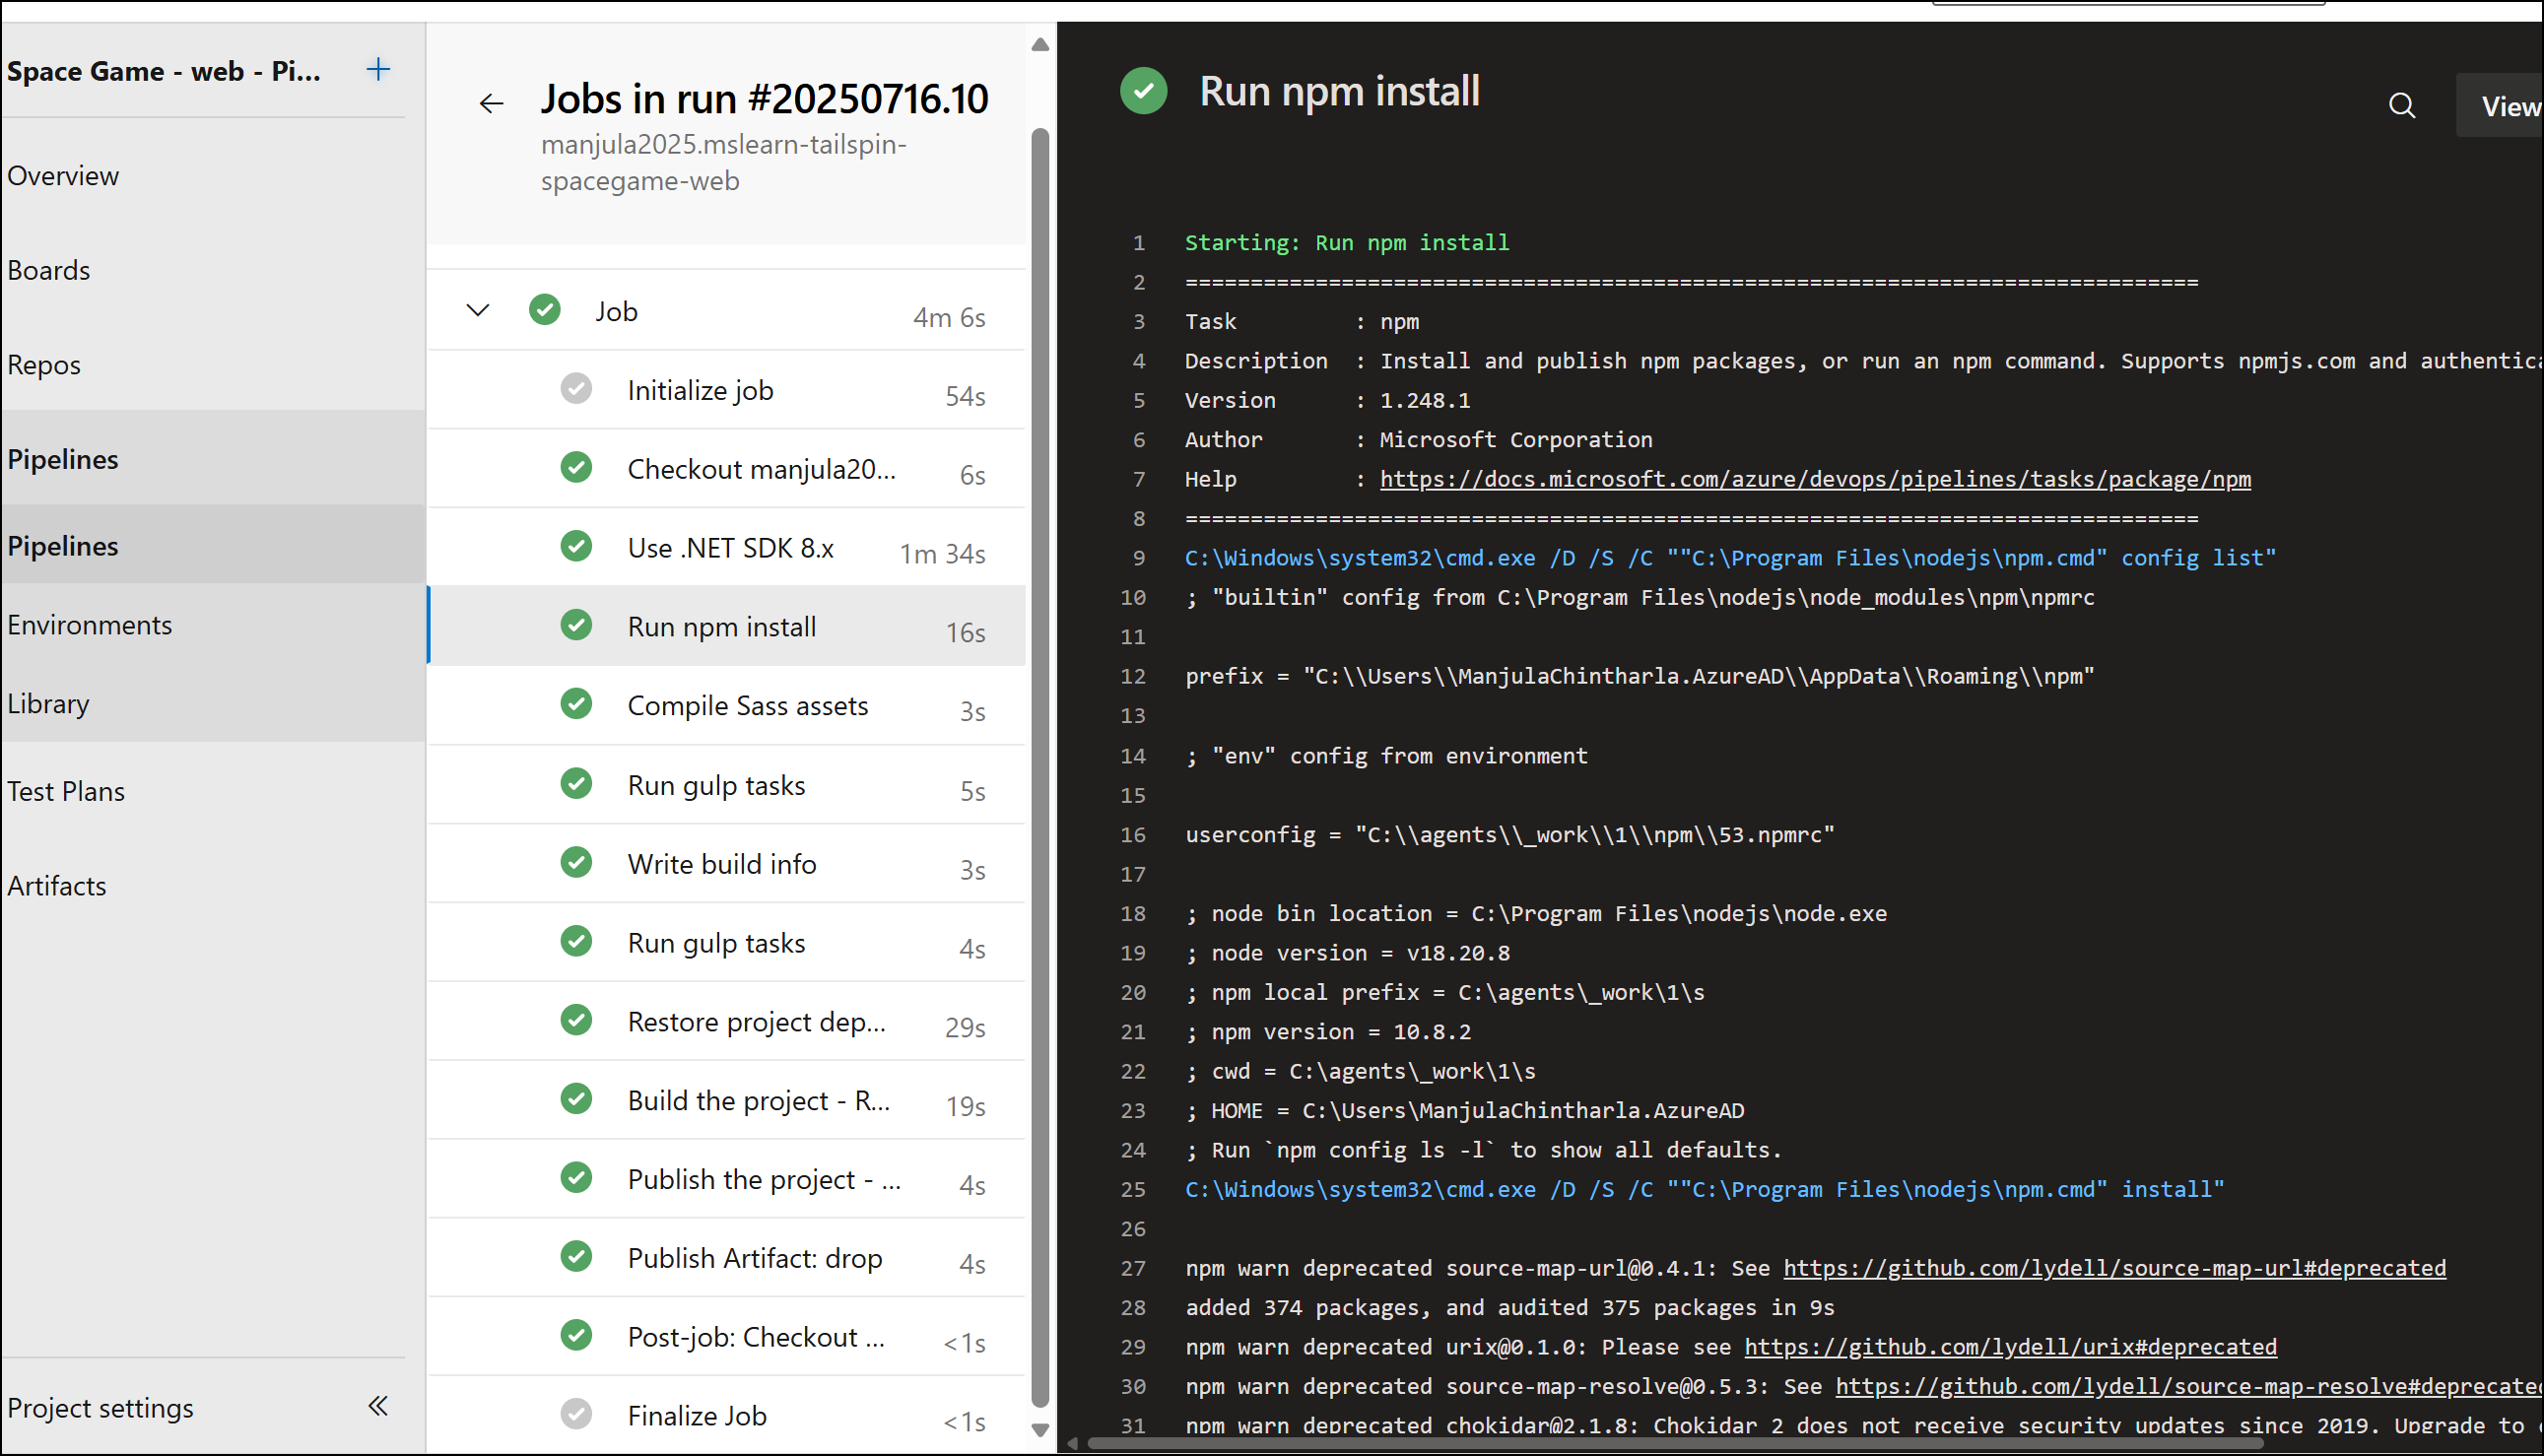 Space Game - web - Pi...
+
Overview
Boards
Repos
Pipelines
Pipelines
Environments
Library
Test Plans
Artifacts
Project settings
Jobs in run #20250716.10
manjula2025.mslearn-tailspin-
spacegame-web
Job 4m 6s
Initialize job 54s
Checkout manjula20... 6s
Use .NET SDK 8.x 1m 34s
Run npm install 16s
Compile Sass assets 3s
Run gulp tasks 5s
Write build info 3s
Run gulp tasks 4s
Restore project dep... 29s
Build the project - R... 19s
Publish the project - ... 4s
Publish Artifact: drop 4s
Post-job: Checkout ... <1s
Finalize Job <1s
Run npm install
View
1 Starting: Run npm install
2 ==============================================================================
3 Task : npm
4 Description : Install and publish npm packages, or run an npm command. Supports npmjs.com and authentica
5 Version : 1.248.1
6 Author : Microsoft Corporation
7 Help : https://docs.microsoft.com/azure/devops/pipelines/tasks/package/npm
8 ==============================================================================
9 C:\Windows\system32\cmd.exe /D /S /C ""C:\Program Files\nodejs\npm.cmd" config list"
10 ; "builtin" config from C:\Program Files\nodejs\node_modules\npm\npmrc
11
12 prefix = "C:\\Users\\ManjulaChintharla.AzureAD\\AppData\\Roaming\\npm"
13
14 ; "env" config from environment
15
16 userconfig = "C:\\agents\\_work\\1\\npm\\53.npmrc"
17
18 ; node bin location = C:\Program Files\nodejs\node.exe
19 ; node version = v18.20.8
20 ; npm local prefix = C:\agents\_work\1\s
21 ; npm version = 10.8.2
22 ; cwd = C:\agents\_work\1\s
23 ; HOME = C:\Users\ManjulaChintharla.AzureAD
24 ; Run `npm config ls -l` to show all defaults.
25 C:\Windows\system32\cmd.exe /D /S /C ""C:\Program Files\nodejs\npm.cmd" install"
26
27 npm warn deprecated source-map-url@0.4.1: See https://github.com/lydell/source-map-url#deprecated
28 added 374 packages, and audited 375 packages in 9s
29 npm warn deprecated urix@0.1.0: Please see https://github.com/lydell/urix#deprecated
30 npm warn deprecated source-map-resolve@0.5.3: See https://github.com/lydell/source-map-resolve#deprecated
31 npm warn deprecated chokidar@2.1.8: Chokidar 2 does not receive security updates since 2019. Upgrade to